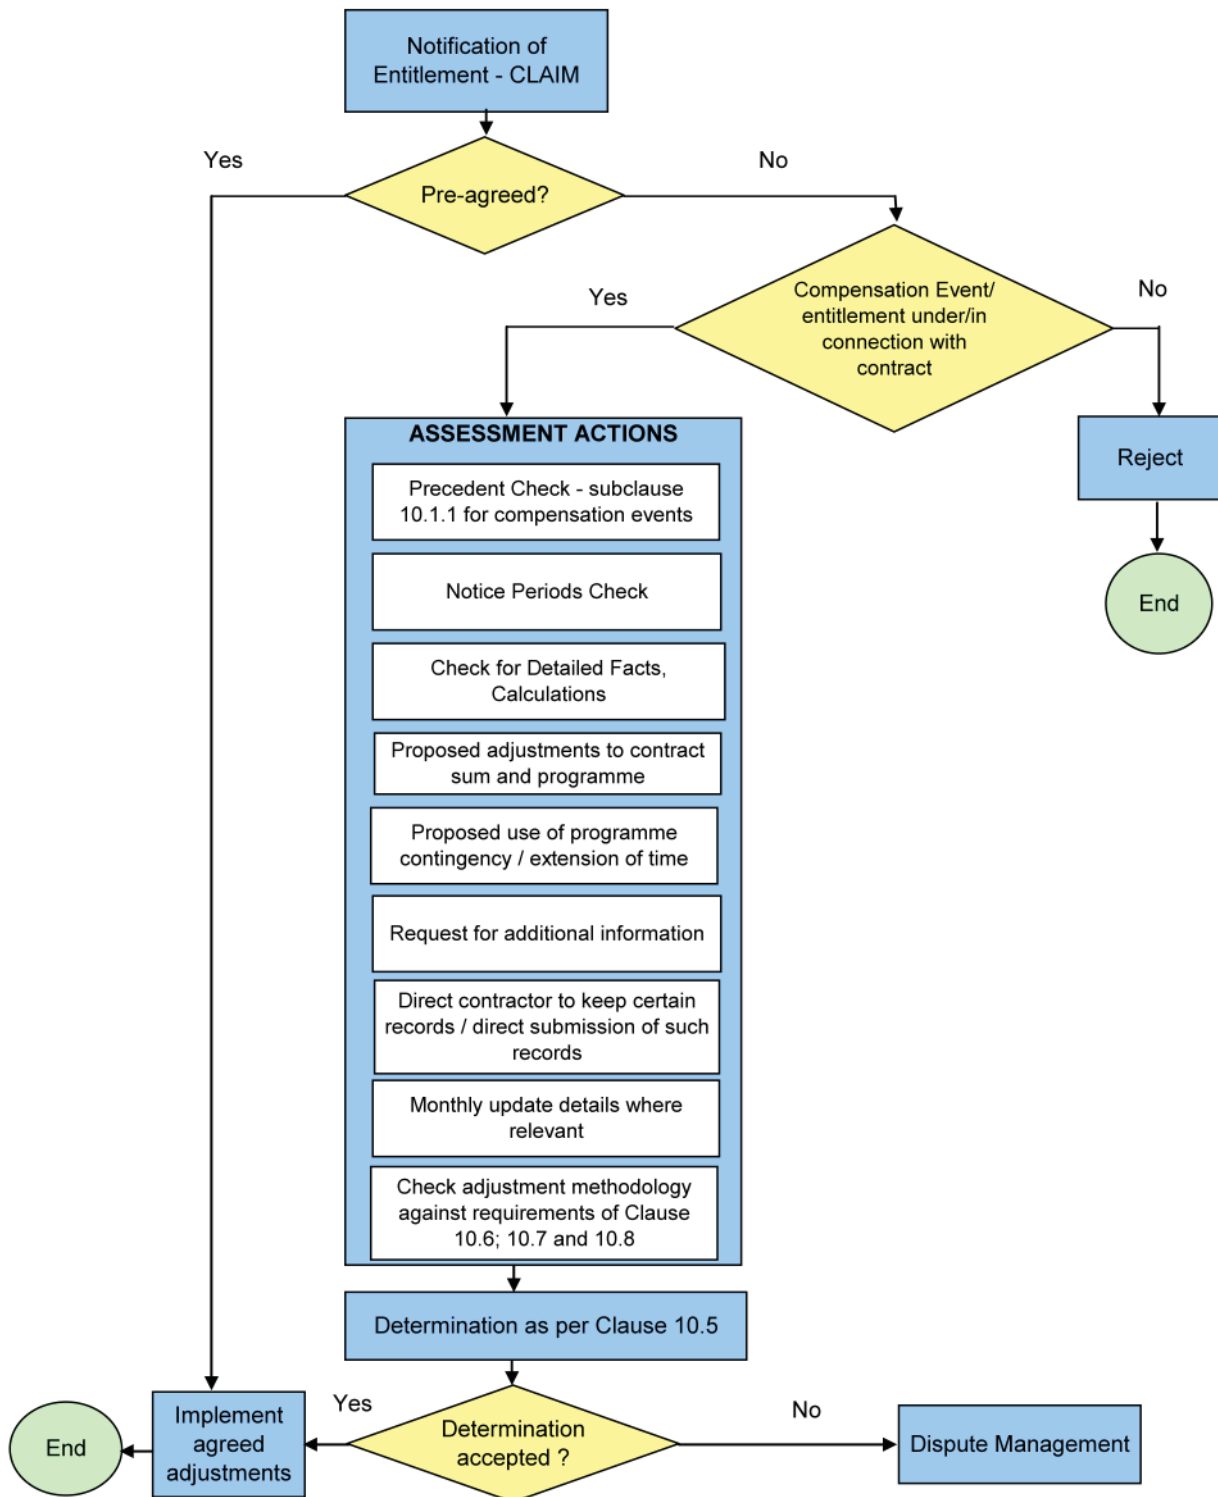 Notification of
Entitlement - CLAIM
Yes
No
Pre-agreed?
Yes
Compensation Event/
entitlement under/in
connection with
contract
No
Reject
End
ASSESSMENT ACTIONS
Precedent Check - subclause
10.1.1 for compensation events
Notice Periods Check
Check for Detailed Facts,
Calculations
Proposed adjustments to contract
sum and programme
Proposed use of programme
contingency / extension of time
Request for additional information
Direct contractor to keep certain
records / direct submission of such
records
Monthly update details where
relevant
Check adjustment methodology
against requirements of Clause
10.6; 10.7 and 10.8
Determination as per Clause 10.5
End
Implement
agreed
adjustments
Yes
Determination
accepted ?
No
Dispute Management